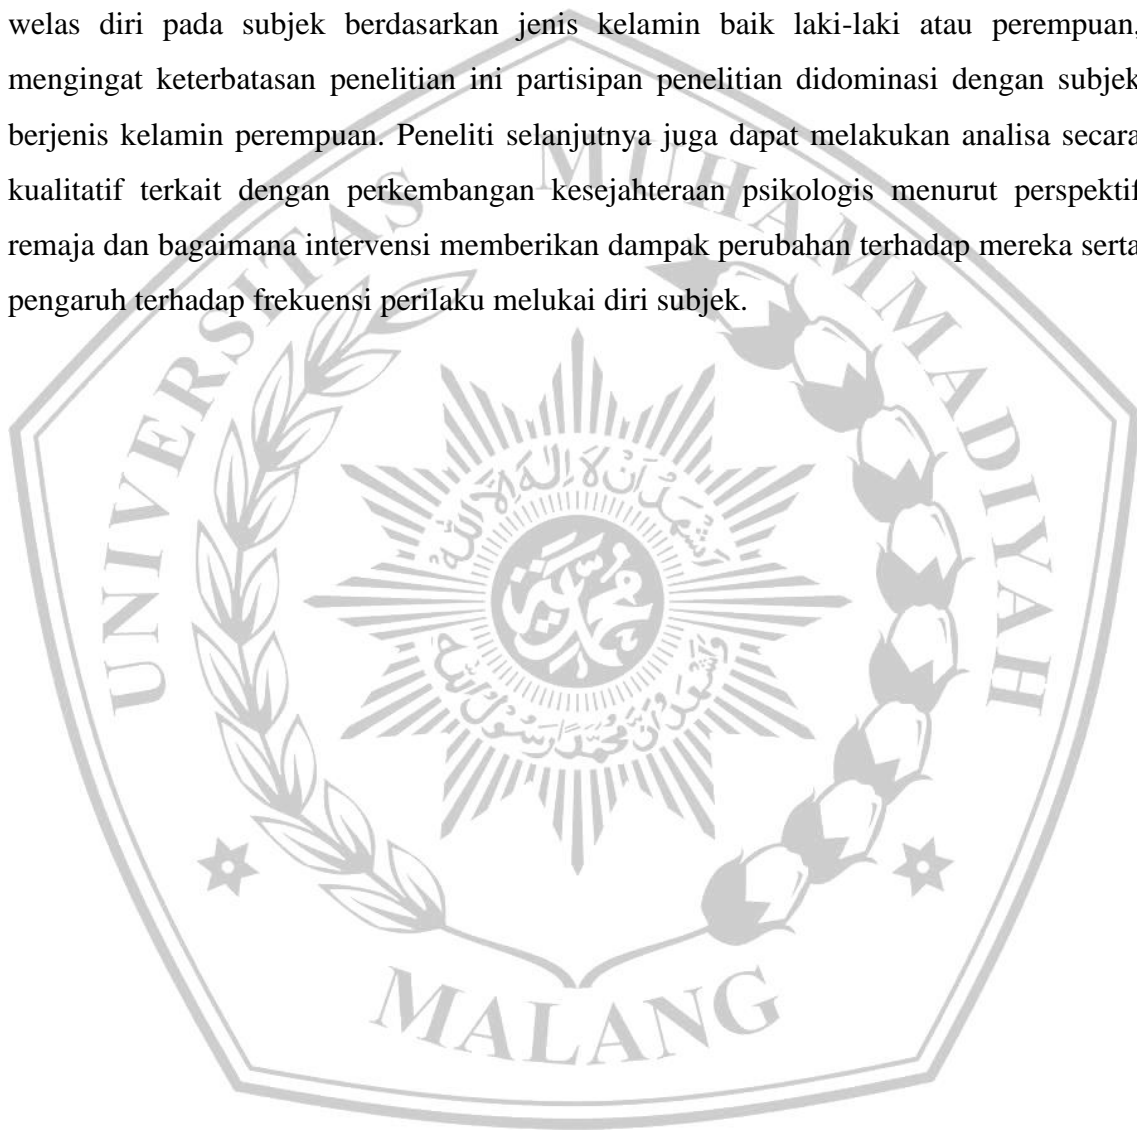 welas diri pada subjek berdasarkan jenis kelamin baik laki-laki atau perempuan,
mengingat keterbatasan penelitian ini partisipan penelitian didominasi dengan subjek
berjenis kelamin perempuan. Peneliti selanjutnya juga dapat melakukan analisa secara
kualitatif terkait dengan perkembangan kesejahteraan psikologis menurut perspektif
remaja dan bagaimana intervensi memberikan dampak perubahan terhadap mereka serta
pengaruh terhadap frekuensi perilaku melukai diri subjek.
UNIVERSITAS MUHAMMADIYAH
MALANG